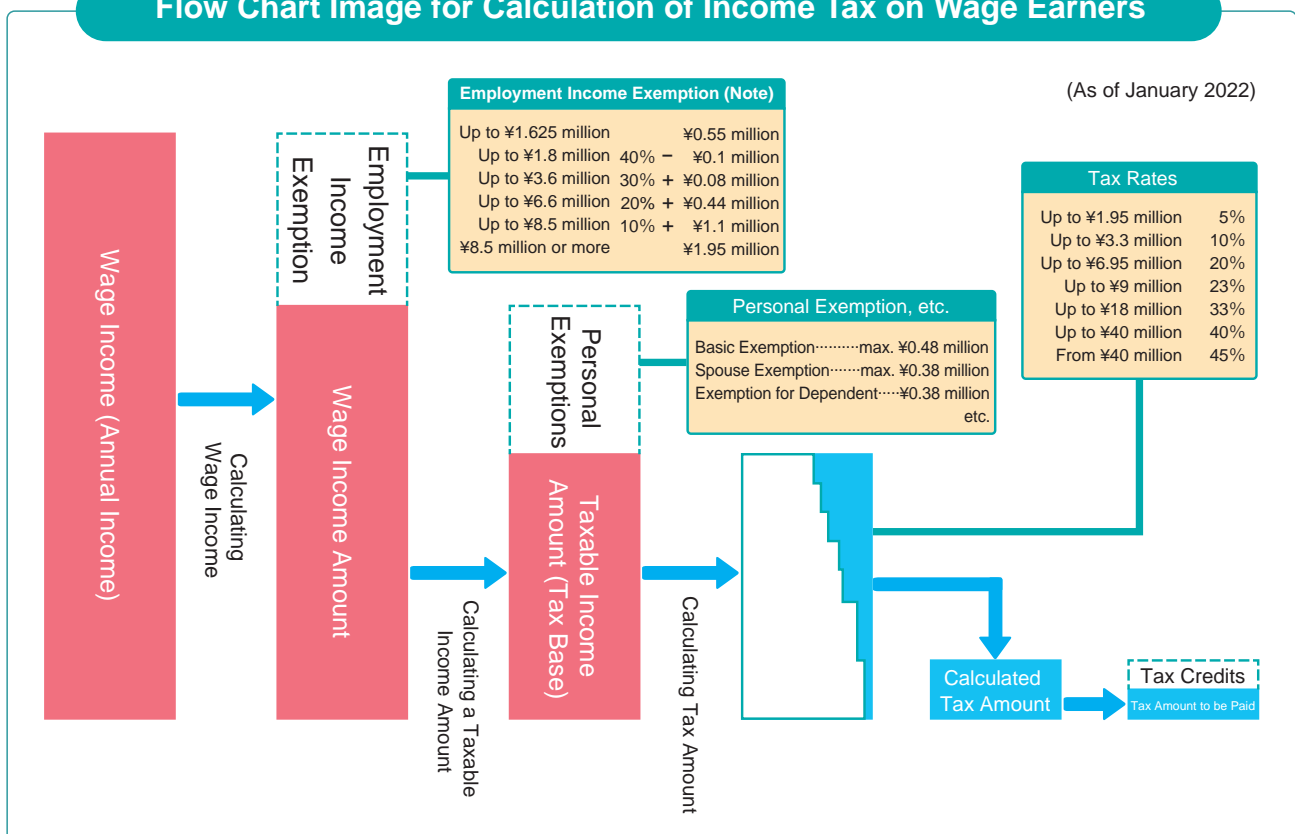 Flow Chart Image for Calculation of Income Tax on Wage Earners
(As of January 2022)
Employment Income Exemption (Note)
Up to ¥1.625 million ¥0.55 million
Up to ¥1.8 million 40% − ¥0.1 million
Up to ¥3.6 million 30% + ¥0.08 million
Up to ¥6.6 million 20% + ¥0.44 million
Up to ¥8.5 million 10% + ¥1.1 million
¥8.5 million or more ¥1.95 million
Wage Income (Annual Income)
Calculating
Wage Income
Employment
Income
Exemption
Wage Income Amount
Calculating a Taxable
Income Amount
Personal
Exemptions
Taxable Income
Amount (Tax Base)
Personal Exemption, etc.
Basic Exemption··········max. ¥0.48 million
Spouse Exemption·······max. ¥0.38 million
Exemption for Dependent·····¥0.38 million
etc.
Calculating Tax Amount
Tax Rates
Up to ¥1.95 million 5%
Up to ¥3.3 million 10%
Up to ¥6.95 million 20%
Up to ¥9 million 23%
Up to ¥18 million 33%
Up to ¥40 million 40%
From ¥40 million 45%
Calculated
Tax Amount
Tax Credits
Tax Amount to be Paid